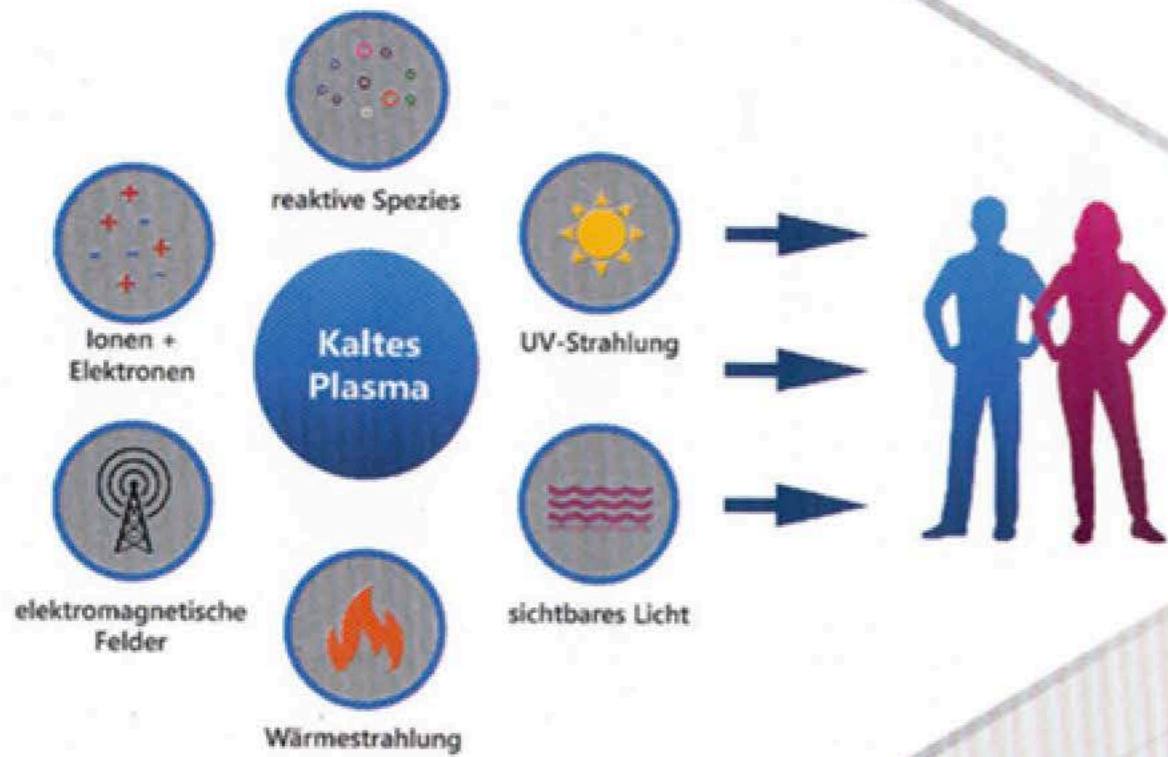 reaktive Spezies
Ionen +
Elektronen
Kaltes
Plasma
UV-Strahlung
elektromagnetische
Felder
sichtbares Licht
Wärmestrahlung